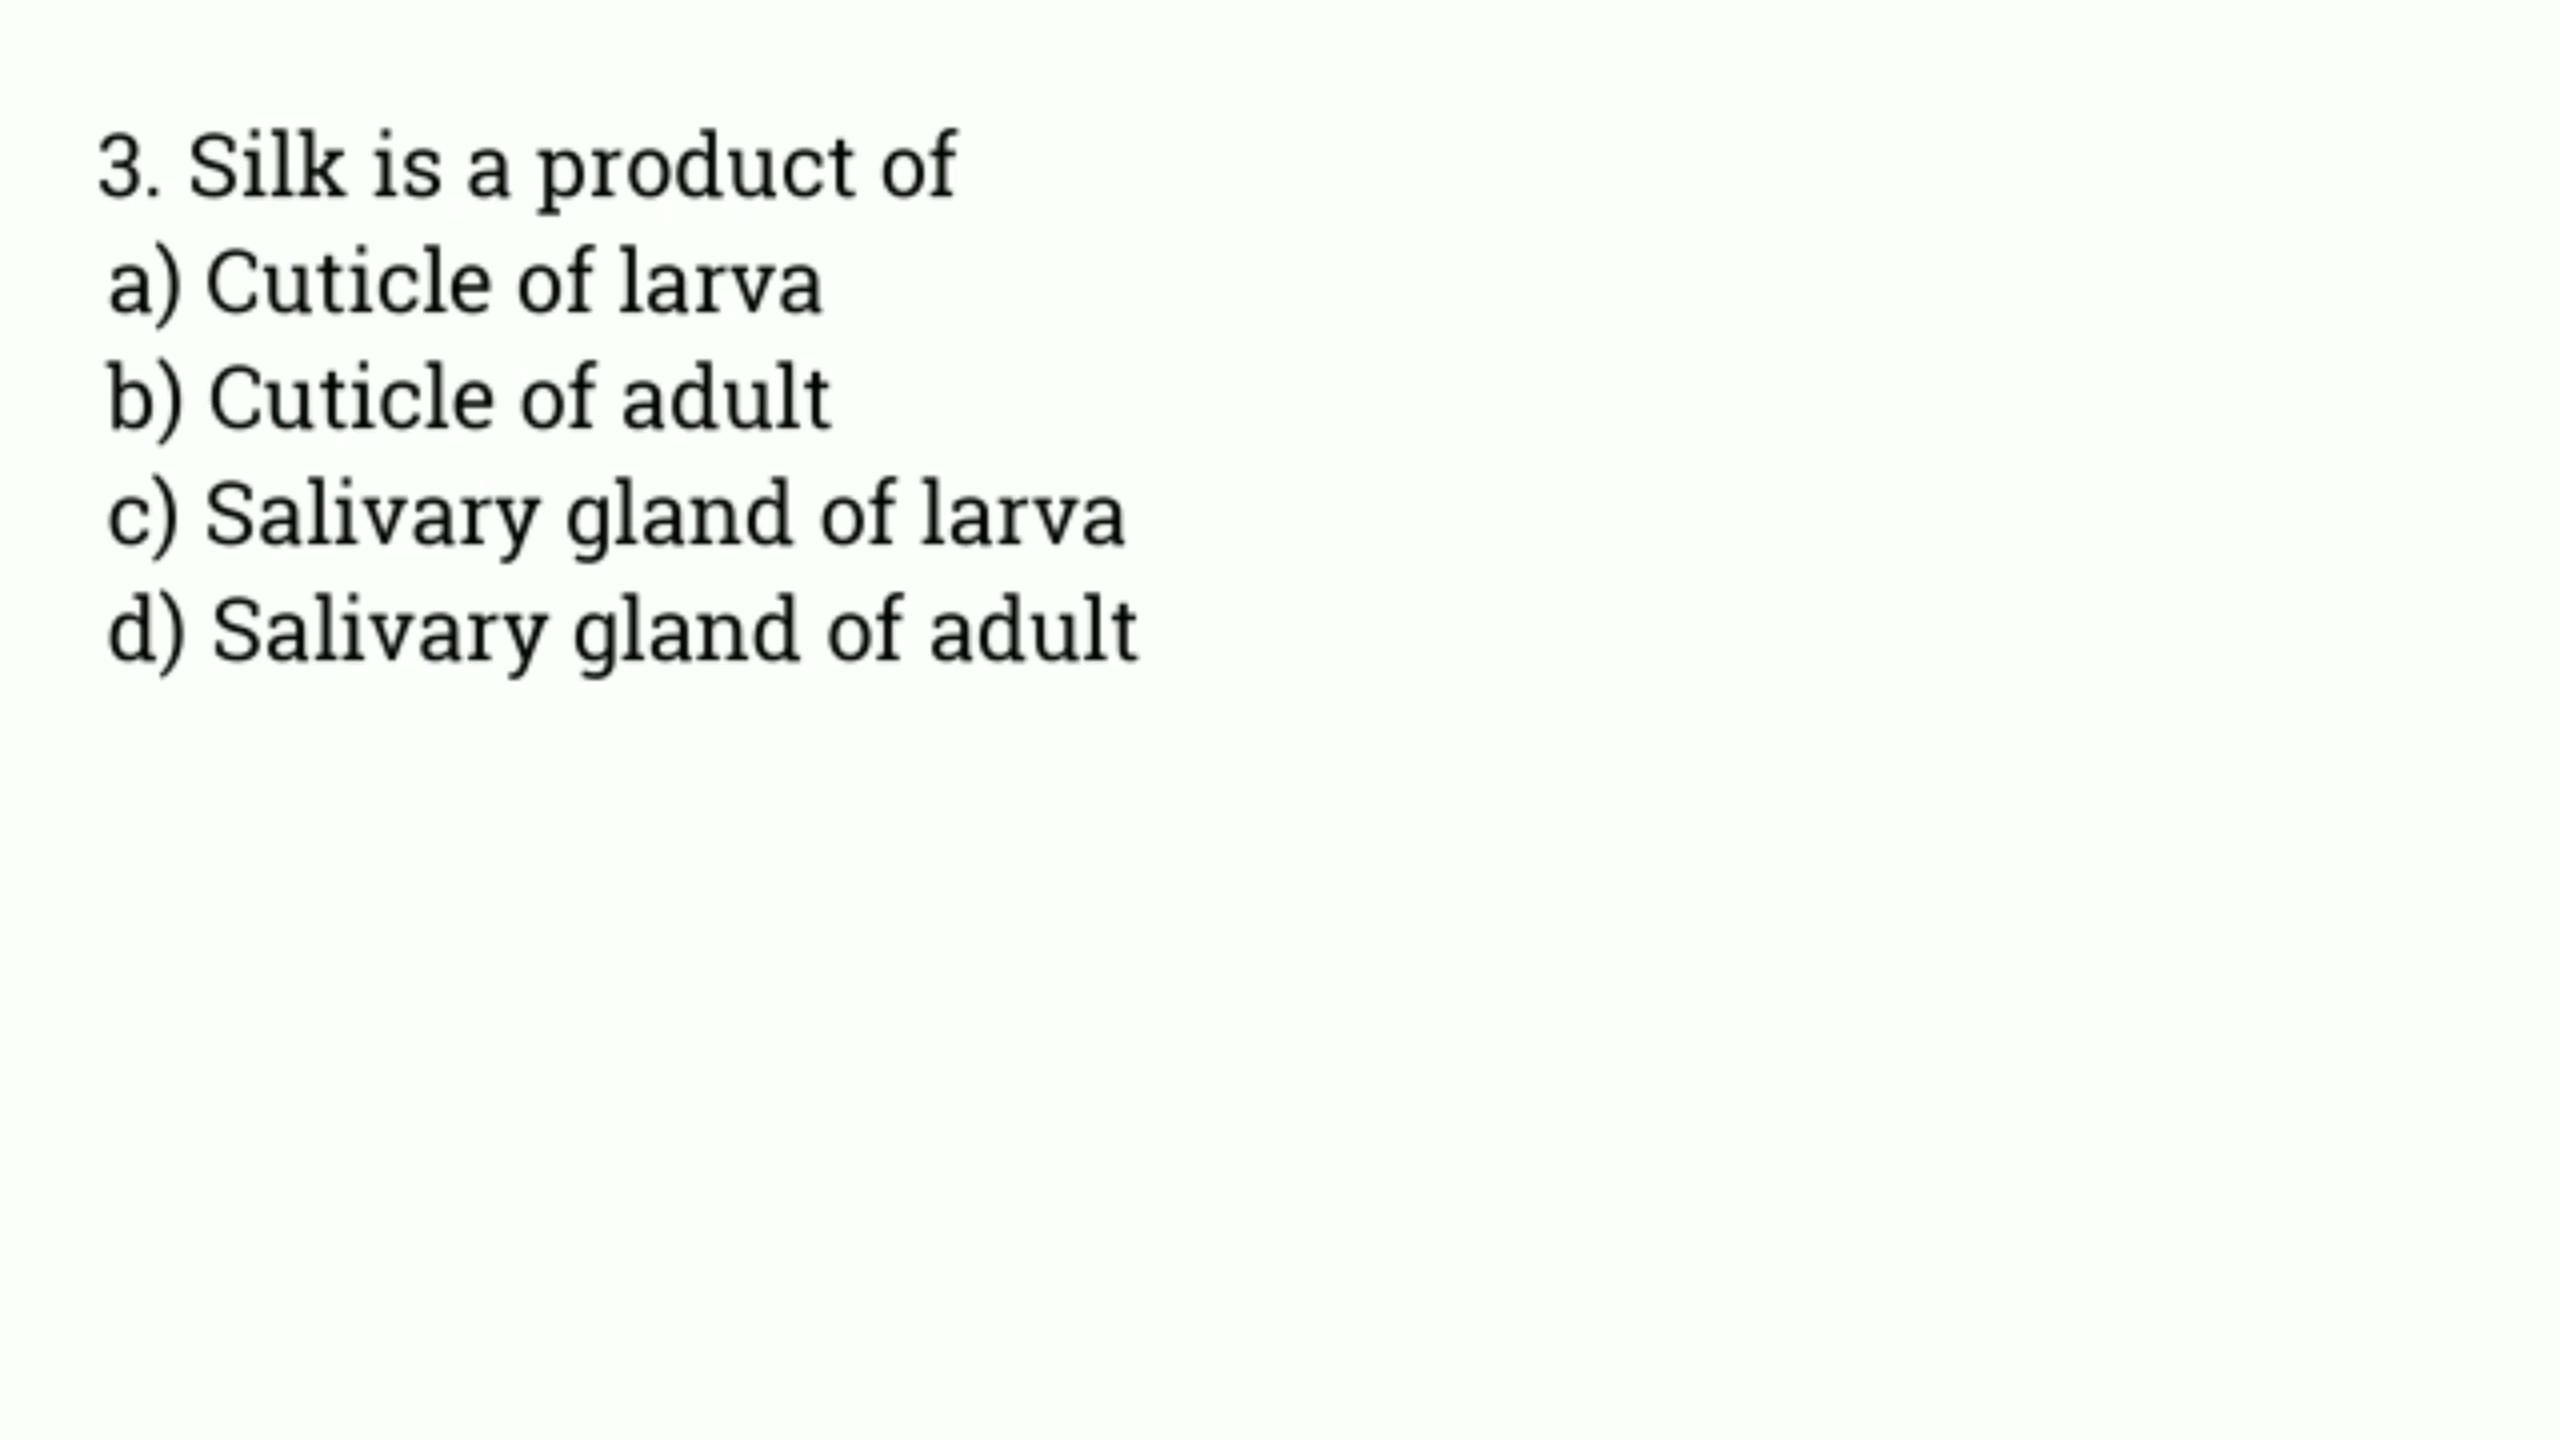 3. Silk is a product of
a) Cuticle of larva
b) Cuticle of adult
c) Salivary gland of larva
d) Salivary gland of adult